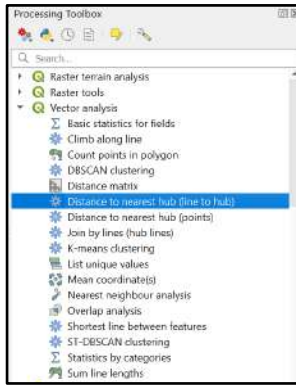 Processing Toolbox
Search...
Raster terrain analysis
Raster tools
Vector analysis
Basic statistics for fields
Climb along line
Count points in polygon
DBSCAN clustering
Distance matrix
Distance to nearest hub (line to hub)
Distance to nearest hub (points)
Join by lines (hub lines)
K-means clustering
List unique values
Mean coordinate(s)
Nearest neighbour analysis
Overlap analysis
Shortest line between features
ST-DBSCAN clustering
Statistics by categories
Sum line lengths